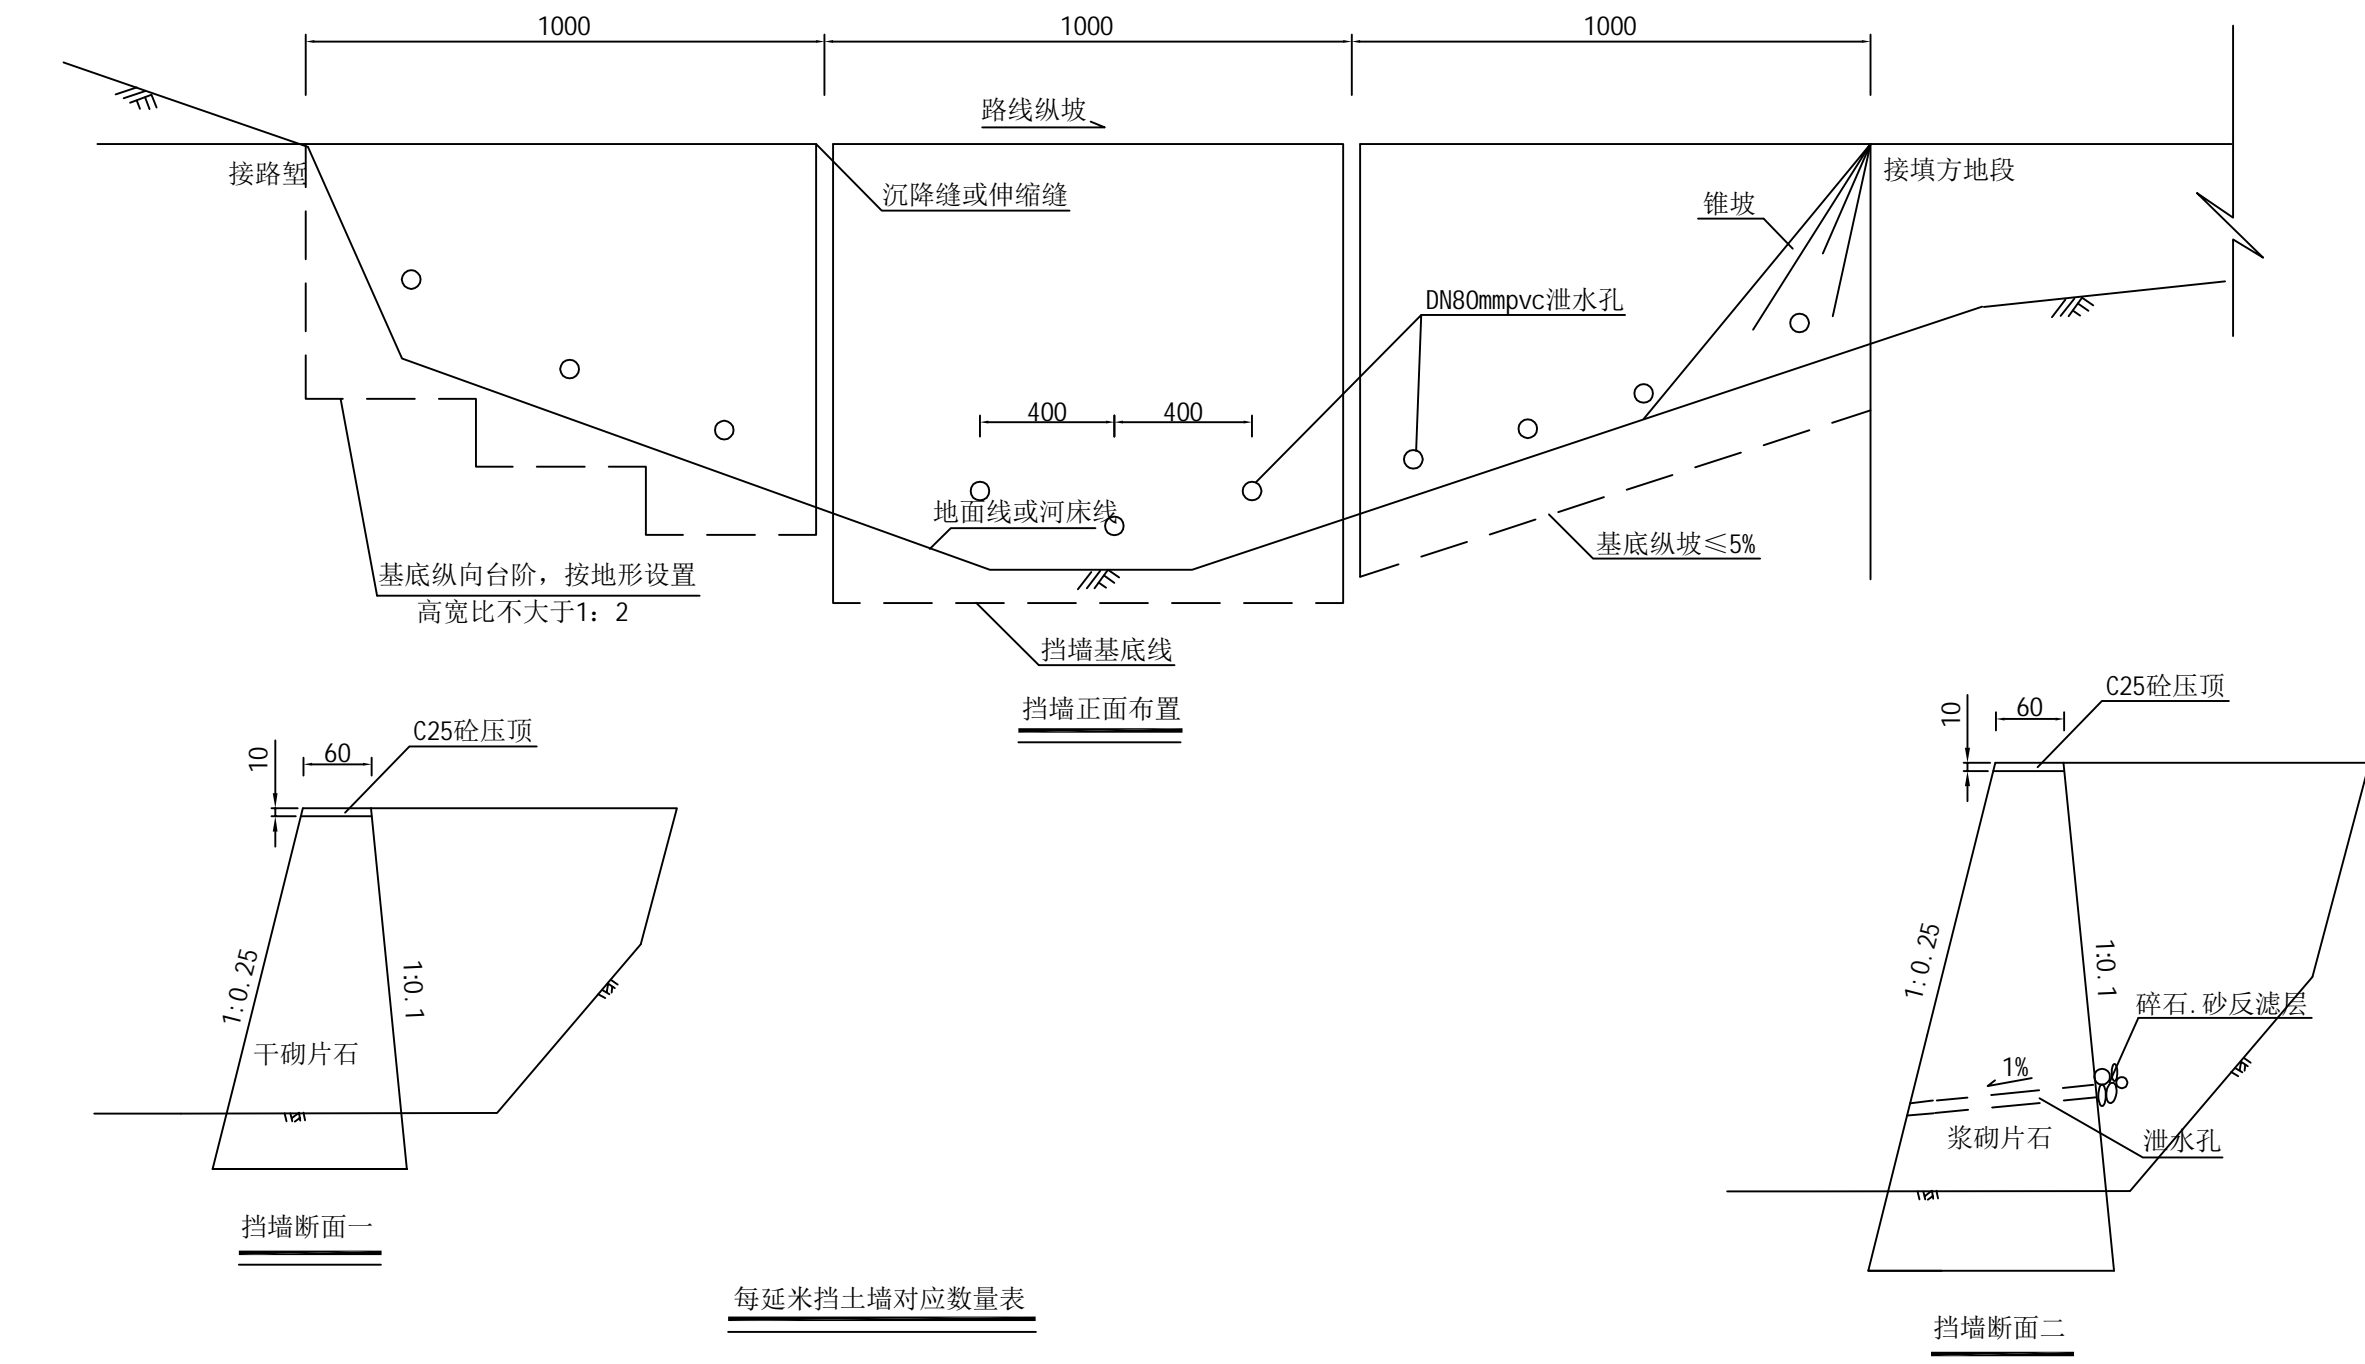 1000
1000
1000
路线纵坡
接路堑
接填方地段
沉降缝或伸缩缝
锥坡
DN80mmpvc泄水孔
400
400
地面线或河床线
基底纵坡≤5%
基底纵向台阶，按地形设置
高宽比不大于1：2
挡墙基底线
挡墙正面布置
10
60
C25砼压顶
1:0.25
1:0.1
干砌片石
挡墙断面一
10
60
C25砼压顶
1:0.25
1:0.1
碎石.砂反滤层
1%
浆砌片石
泄水孔
挡墙断面二
每延米挡土墙对应数量表